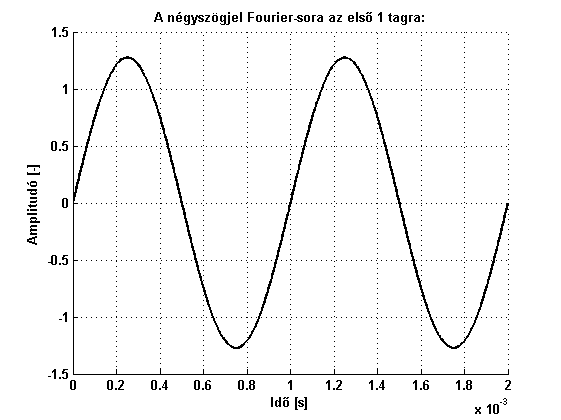 A négyszögjel Fourier-sora az első 1 tagra:
1.5
1
0.5
0
-0.5
-1
-1.5
Amplitudó [-]
0 0.2 0.4 0.6 0.8 1 1.2 1.4 1.6 1.8 2
Idő [s]
x 10-3